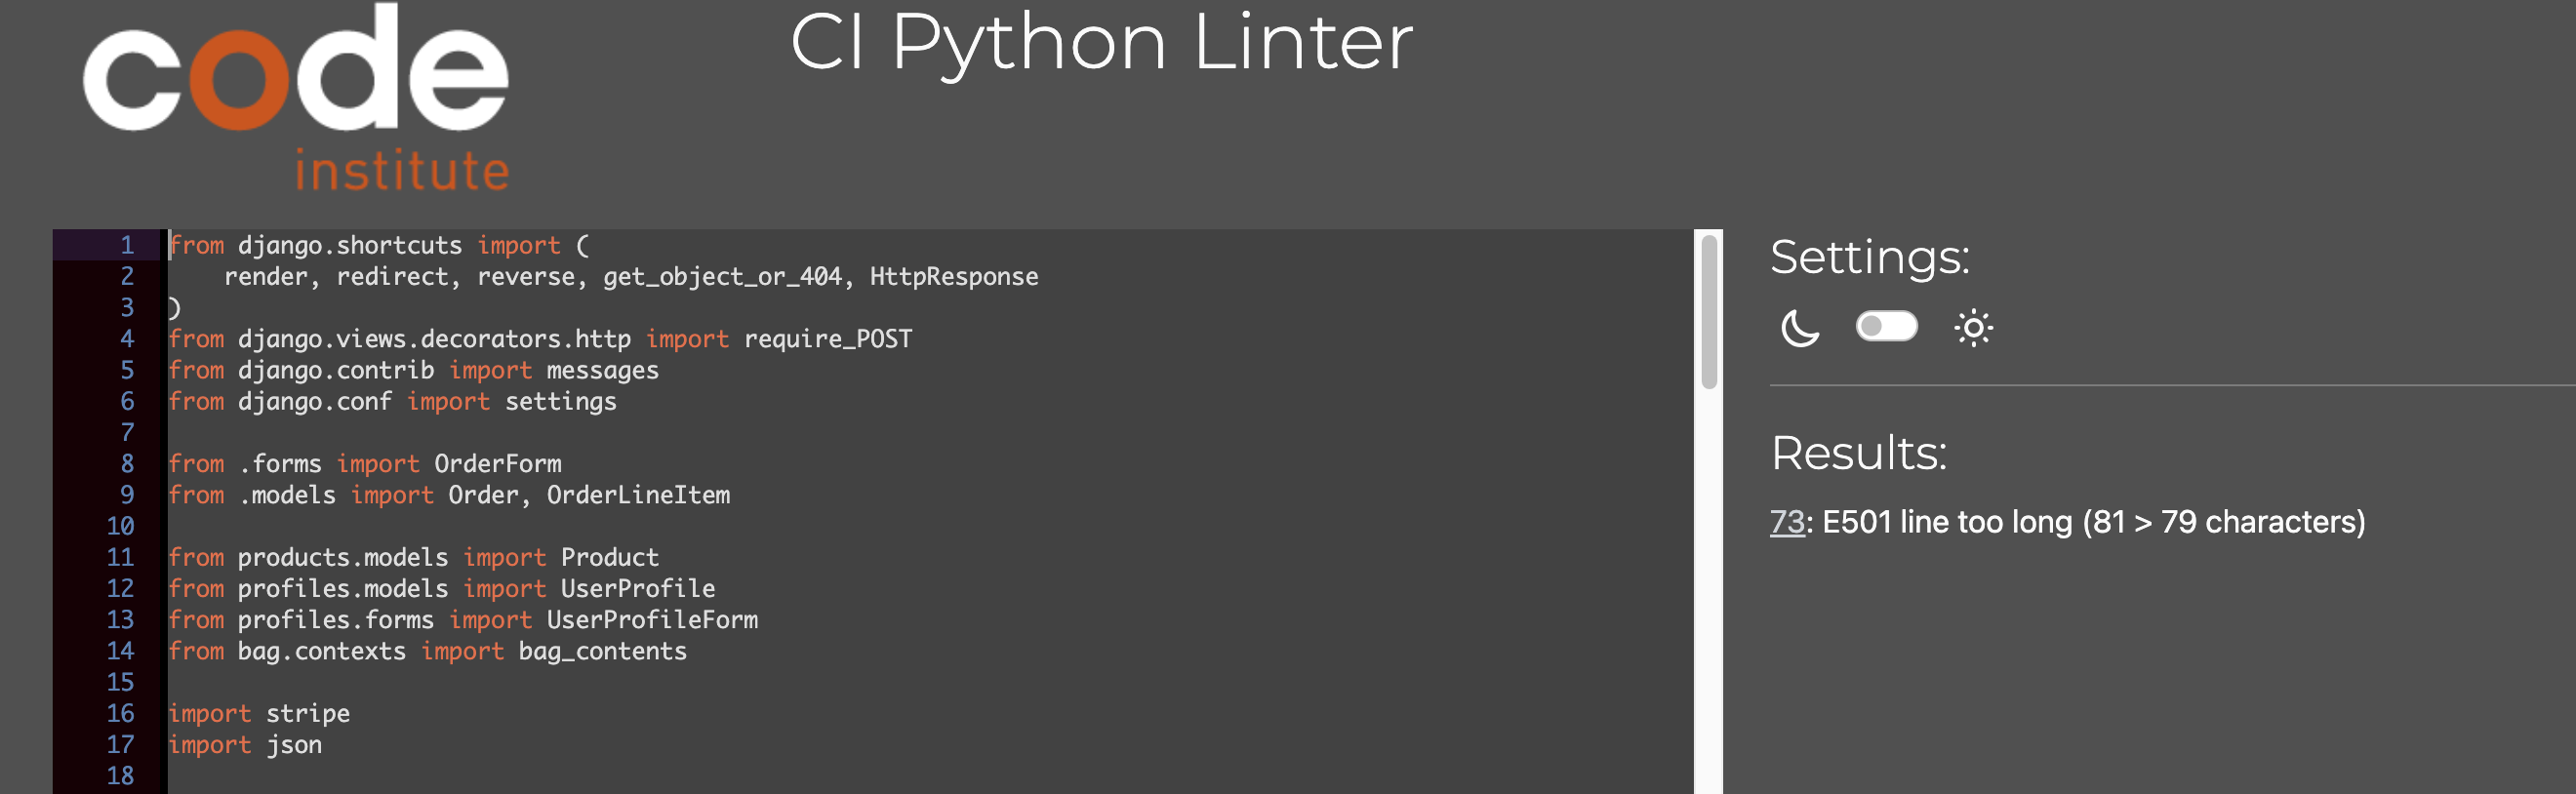 code
institute
CI Python Linter
1 from django.shortcuts import (
2     render, redirect, reverse, get_object_or_404, HttpResponse
3 )
4 from django.views.decorators.http import require_POST
5 from django.contrib import messages
6 from django.conf import settings
7
8 from .forms import OrderForm
9 from .models import Order, OrderLineItem
10
11 from products.models import Product
12 from profiles.models import UserProfile
13 from profiles.forms import UserProfileForm
14 from bag.contexts import bag_contents
15
16 import stripe
17 import json
18
Settings:
Results:
73: E501 line too long (81 > 79 characters)